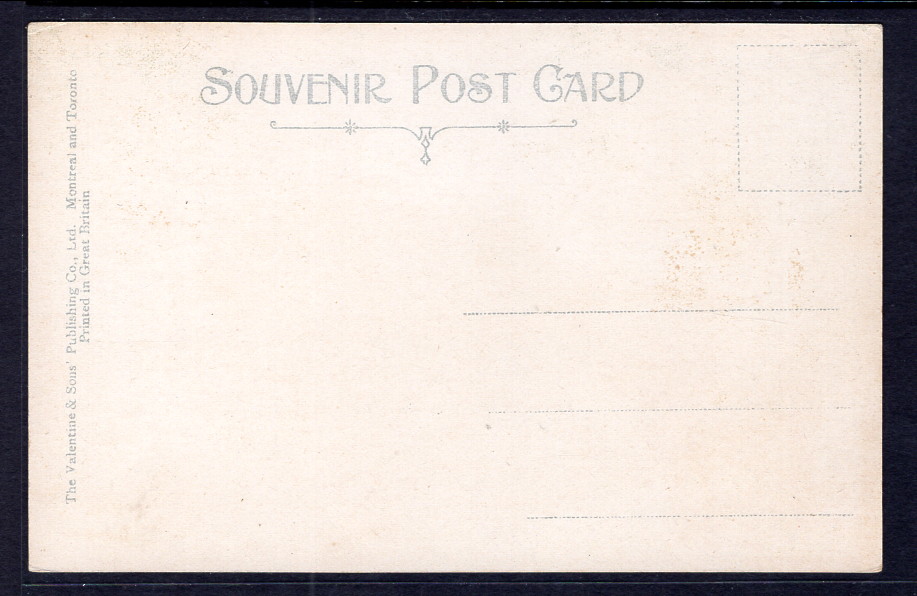 SOUVENIR POST CARD
The Valentine & Sons' Publishing Co., Ltd. Montreal and Toronto
Printed in Great Britain